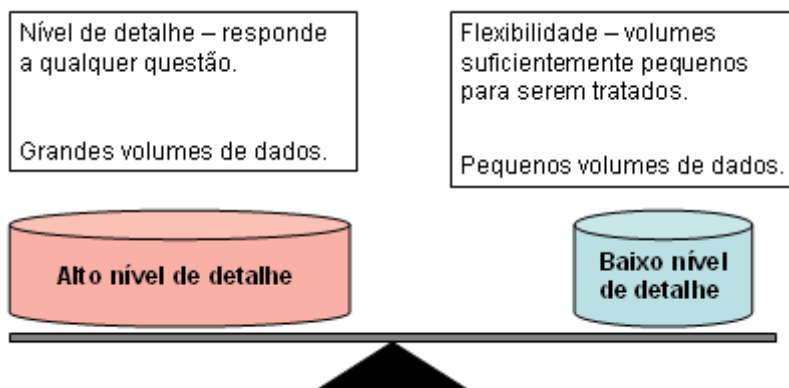 Nível de detalhe – responde
a qualquer questão.
Grandes volumes de dados.
Flexibilidade – volumes
suficientemente pequenos
para serem tratados.
Pequenos volumes de dados.
Alto nível de detalhe
Baixo nível
de detalhe